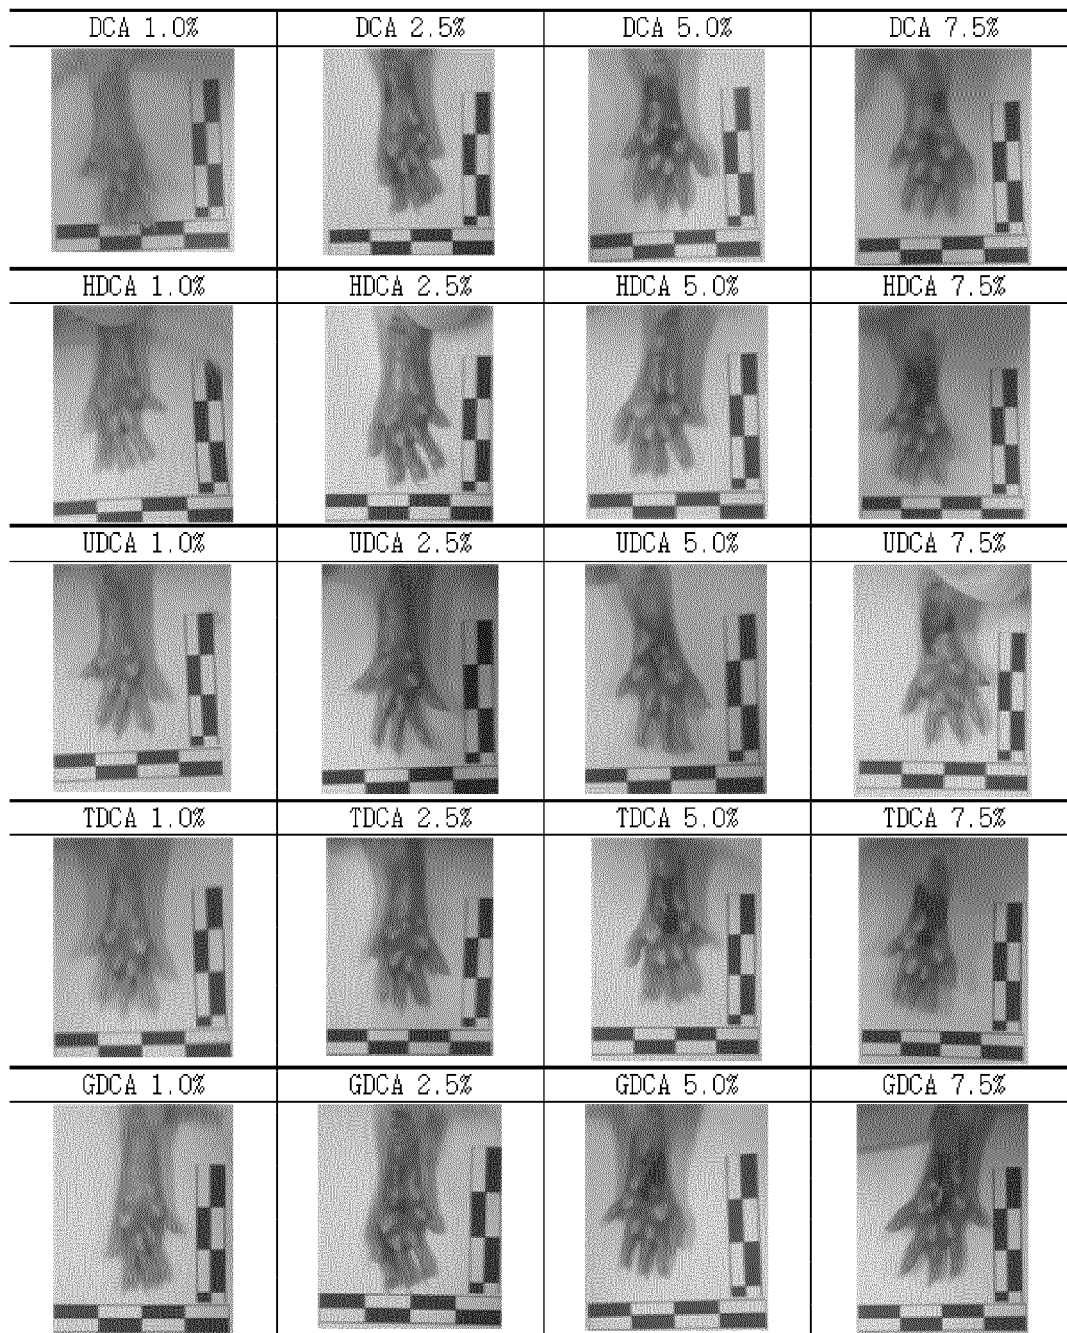 DCA 1.0% DCA 2.5% DCA 5.0% DCA 7.5%
HDCA 1.0% HDCA 2.5% HDCA 5.0% HDCA 7.5%
UDCA 1.0% UDCA 2.5% UDCA 5.0% UDCA 7.5%
TDCA 1.0% TDCA 2.5% TDCA 5.0% TDCA 7.5%
GDCA 1.0% GDCA 2.5% GDCA 5.0% GDCA 7.5%